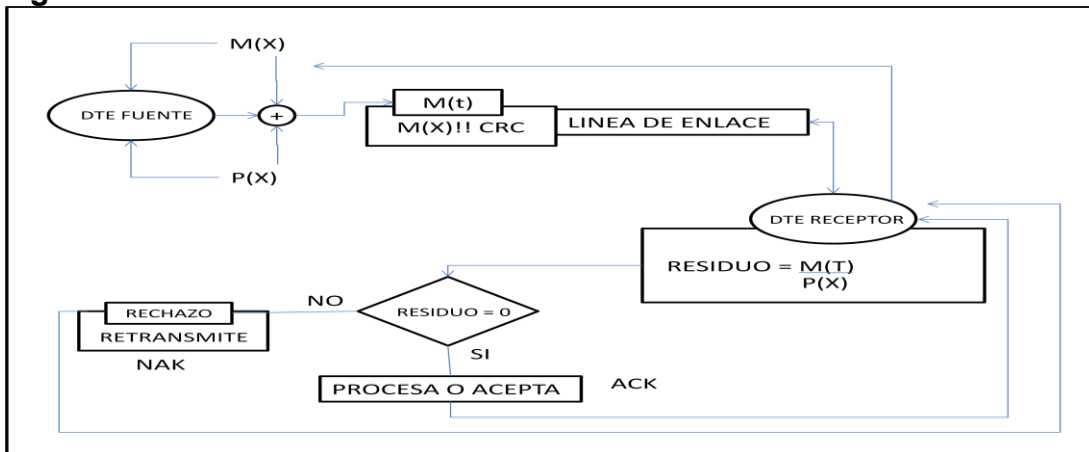 M(X)
DTE FUENTE
+
P(X)
M(t)
M(X)!! CRC
LINEA DE ENLACE
DTE RECEPTOR
RESIDUO = M(T)
P(X)
RESIDUO = 0
NO
SI
RECHAZO
RETRANSMITE
NAK
PROCESA O ACEPTA
ACK